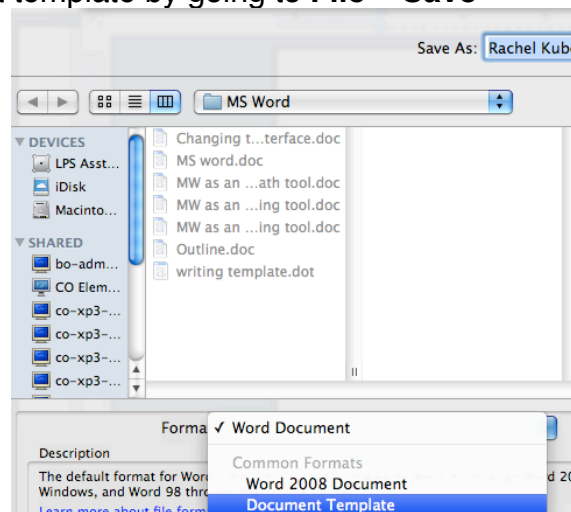 template by going to File – Save
Save As: Rachel Kub
MS Word
DEVICES
LPS Asst...
iDisk
Macinto...
SHARED
bo-adm...
CO Elem...
co-xp3-...
co-xp3-...
co-xp3-...
co-xp3-...
Changing t...terface.doc
MS word.doc
MW as an ...ath tool.doc
MW as an ...ing tool.doc
MW as an ...ing tool.doc
Outline.doc
writing template.dot
Forma ✓ Word Document
Common Formats
Word 2008 Document
Document Template
Description
The default format for Wor d 20
Windows, and Word 98 thro
Learn more about file form